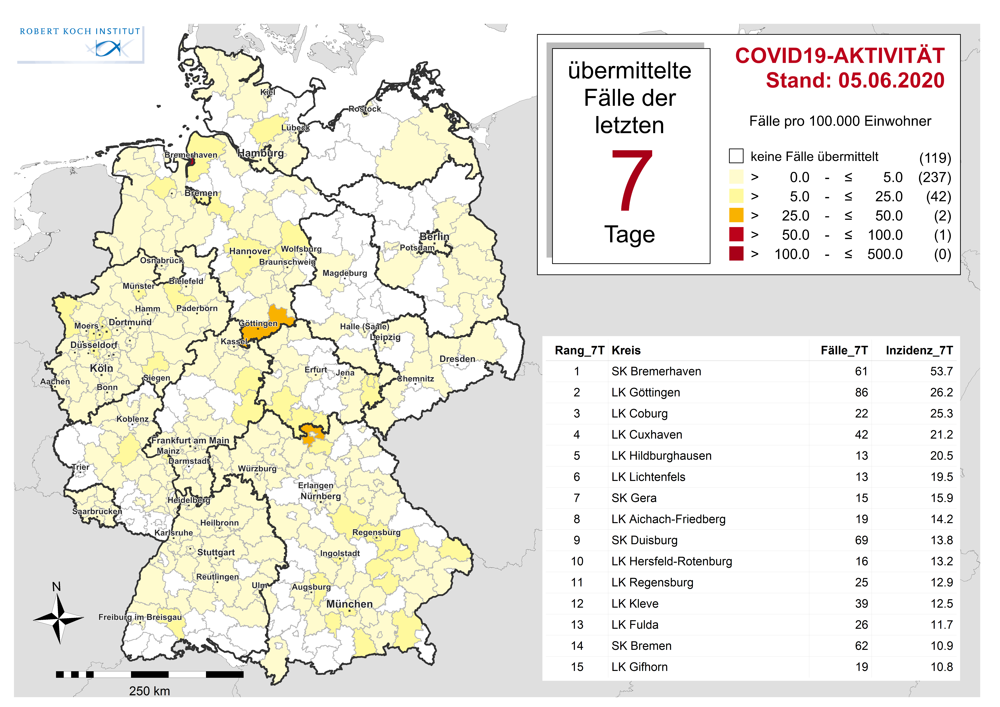 ROBERT KOCH INSTITUT
übermittelte
Fälle der
letzten
7
Tage
COVID19-AKTIVITÄT
Stand: 05.06.2020
Fälle pro 100.000 Einwohner
keine Fälle übermittelt (119)
> 0.0 - ≤ 5.0 (237)
> 5.0 - ≤ 25.0 (42)
> 25.0 - ≤ 50.0 (2)
> 50.0 - ≤ 100.0 (1)
> 100.0 - ≤ 500.0 (0)
Kiel
Rostock
Lübeck
Hamburg
Bremerhaven
Bremen
Berlin
Potsdam
Hannover
Wolfsburg
Braunschweig
Osnabrück
Magdeburg
Bielefeld
Münster
Hamm
Paderborn
Moers
Dortmund
Göttingen
Halle (Saale)
Leipzig
Kassel
Düsseldorf
Dresden
Köln
Erfurt
Jena
Siegen
Chemnitz
Aachen
Bonn
Koblenz
Frankfurt am Main
Mainz
Darmstadt
Trier
Würzburg
Erlangen
Nürnberg
Heidelberg
Saarbrücken
Heilbronn
Karlsruhe
Regensburg
Stuttgart
Ingolstadt
Reutlingen
Ulm
Augsburg
München
Freiburg im Breisgau
N
250 km
Rang_7T Kreis Fälle_7T Inzidenz_7T
1 SK Bremerhaven 61 53.7
2 LK Göttingen 86 26.2
3 LK Coburg 22 25.3
4 LK Cuxhaven 42 21.2
5 LK Hildburghausen 13 20.5
6 LK Lichtenfels 13 19.5
7 SK Gera 15 15.9
8 LK Aichach-Friedberg 19 14.2
9 SK Duisburg 69 13.8
10 LK Hersfeld-Rotenburg 16 13.2
11 LK Regensburg 25 12.9
12 LK Kleve 39 12.5
13 LK Fulda 26 11.7
14 SK Bremen 62 10.9
15 LK Gifhorn 19 10.8